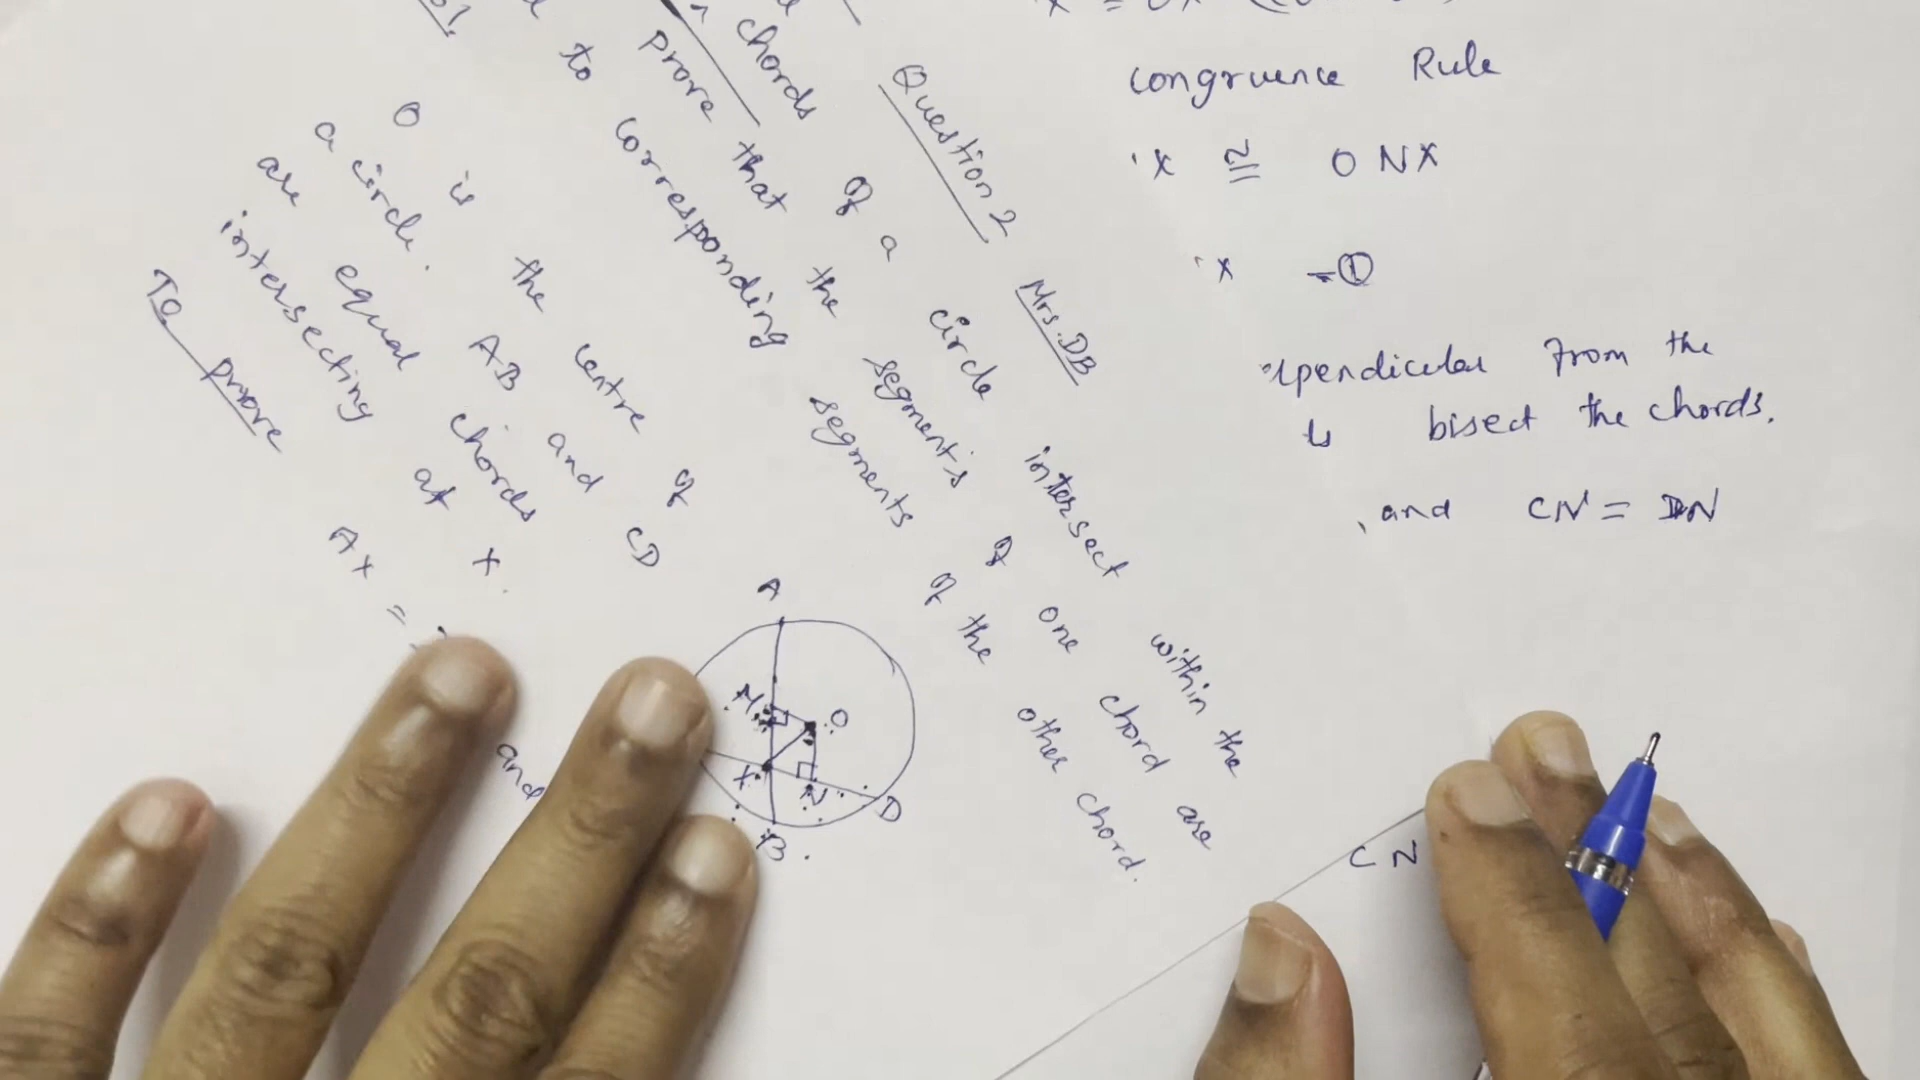 Question 2
Mrs. DB
chords of a circle intersect within the
prove that the segments of one chord are
to corresponding segments of the other chord.
O is the centre of
a circle. AB and CD
are equal chords
intersecting at X.
To prove
AX =
and
A
M
O
X
N
D
B
congruence Rule
X ≅ ONX
X - ①
from the
bisect the chords.
and CN = DN
CN